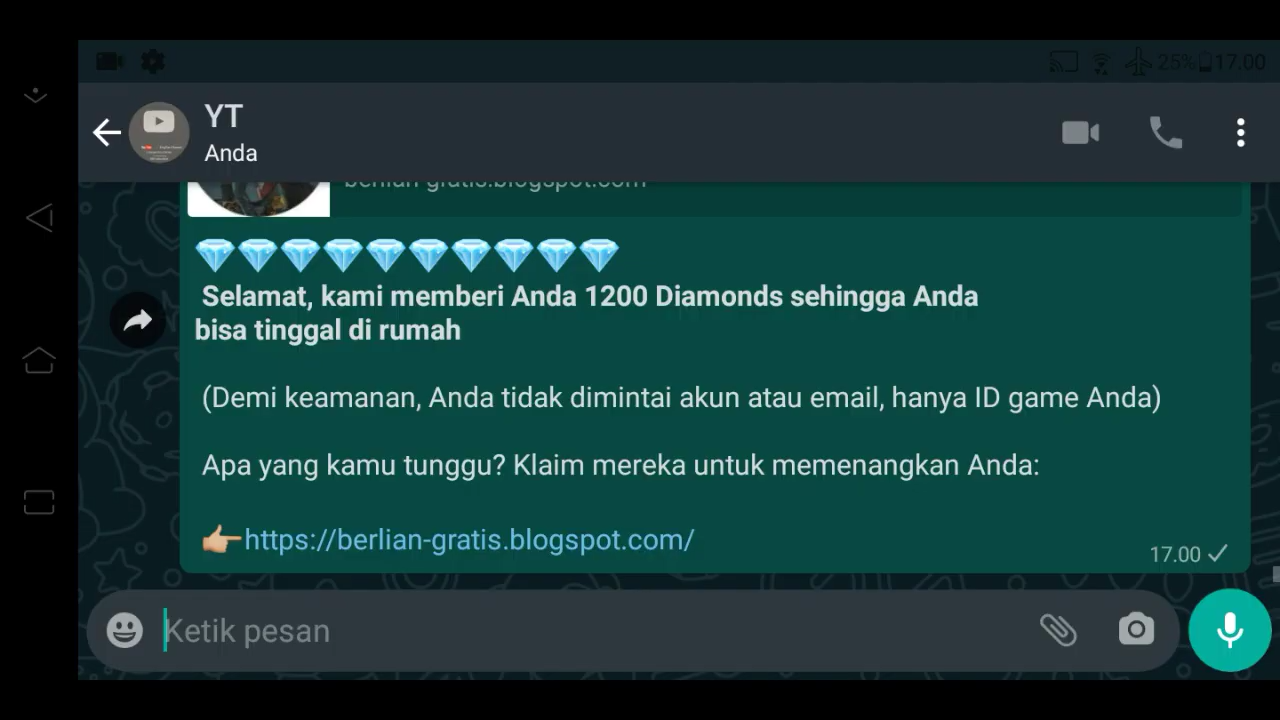 25% 17.00
YT
Anda
berlian-gratis.blogspot.com
💎💎💎💎💎💎💎💎💎💎
Selamat, kami memberi Anda 1200 Diamonds sehingga Anda
bisa tinggal di rumah
(Demi keamanan, Anda tidak dimintai akun atau email, hanya ID game Anda)
Apa yang kamu tunggu? Klaim mereka untuk memenangkan Anda:
👉🏼https://berlian-gratis.blogspot.com/
17.00
Ketik pesan